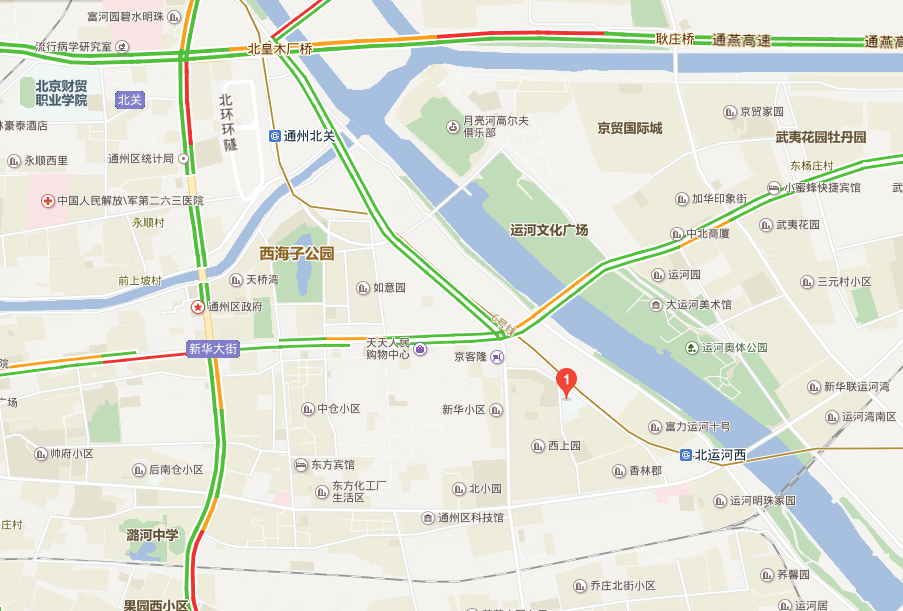 富河园碧水明珠
流行病学研究室
北皇木厂桥
耿庄桥
通燕高速
通燕高
北京财贸
职业学院
北关
北环环隧
月亮河高尔夫
俱乐部
京贸国际城
京贸家园
武夷花园牡丹园
林豪泰酒店
通州北关
永顺西里
通州区统计局
东杨庄村
小蜜蜂快捷宾馆
武
中国人民解放军第二六三医院
加华印象街
永顺村
运河文化广场
中北商厦
武夷花园
西海子公园
前上坡村
天桥湾
如意园
运河园
三元村小区
通州区政府
大运河美术馆
6号线
新华大街
天天人民
购物中心
京客隆
运河奥体公园
院
1
新华联运河湾
广场
中仓小区
新华小区
富力运河十号
运河湾南区
帅府小区
后南仓小区
东方宾馆
西上园
北运河西
香林郡
东方化工厂
生活区
北小园
运河明珠家园
庄村
潞河中学
通州区科技馆
荞馨园
乔庄北街小区
果园西小区
运河居